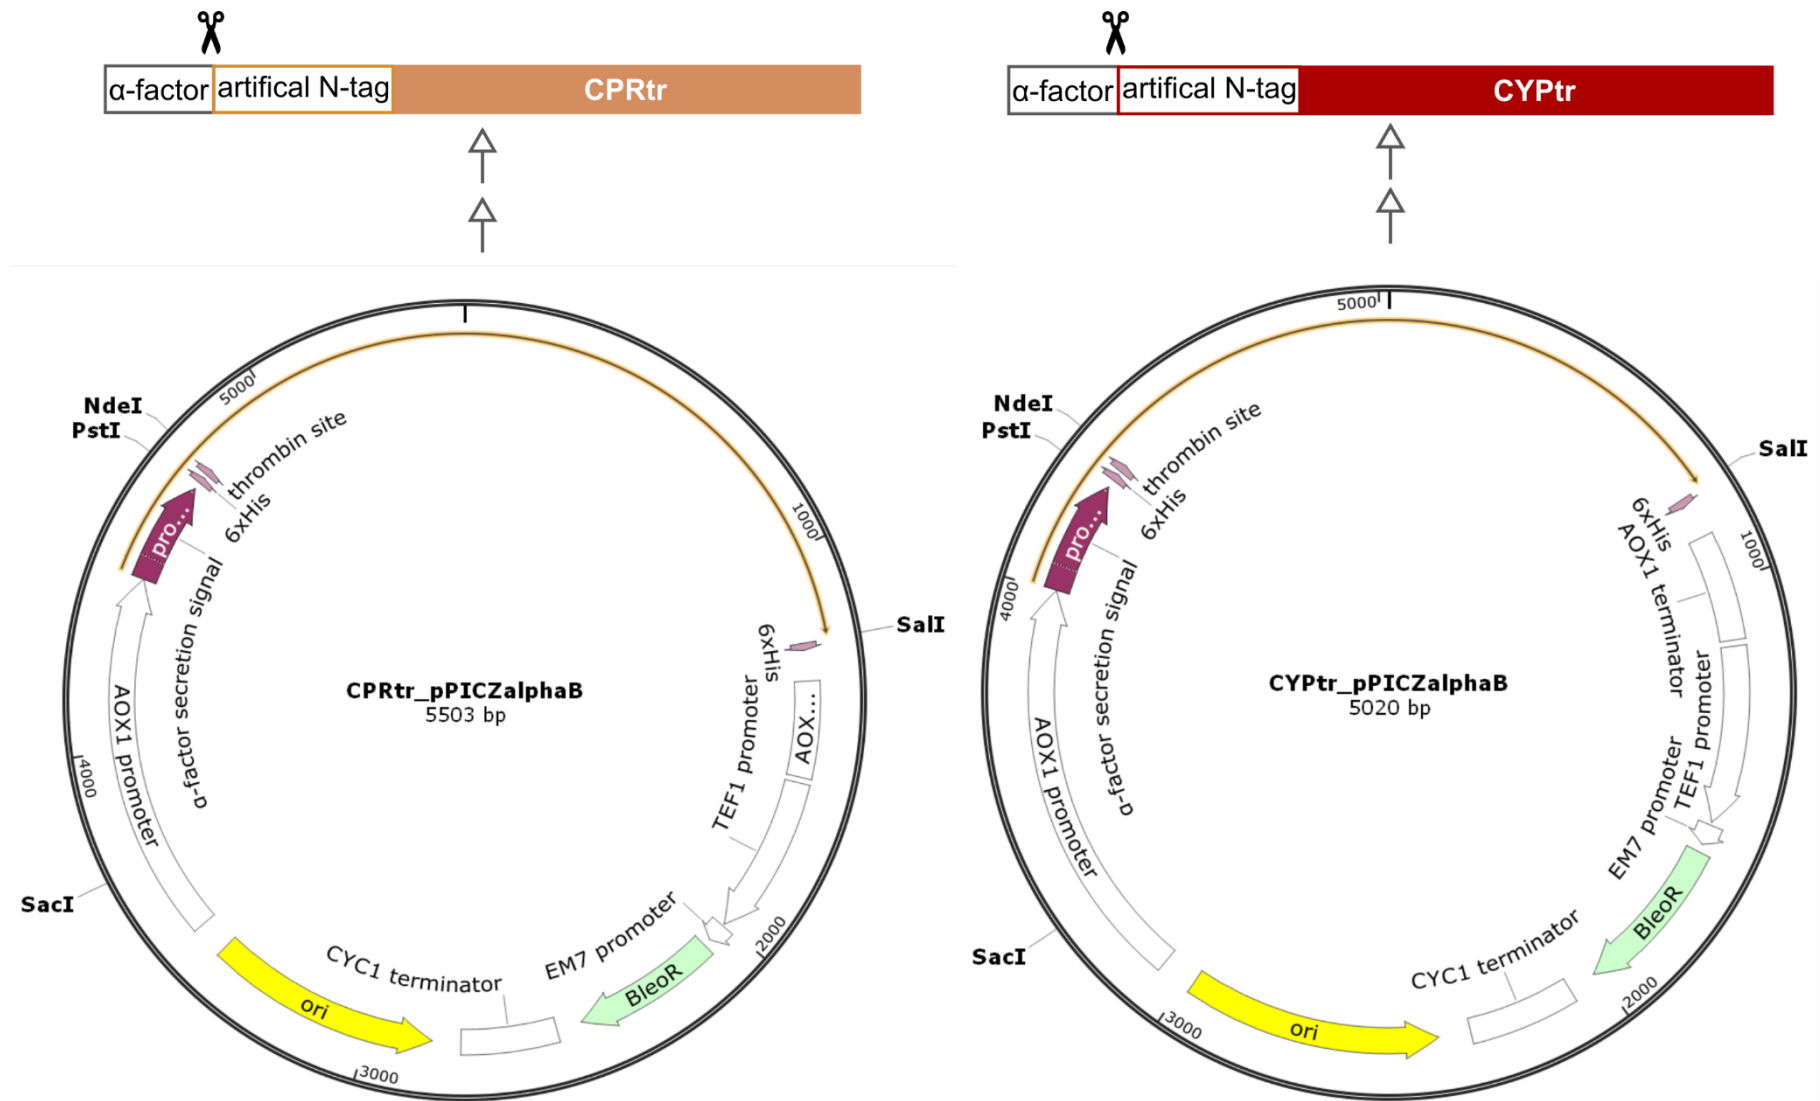 α-factor
artifical N-tag
CPRtr
α-factor
artifical N-tag
CYPtr
5000
NdeI
PstI
thrombin site
6xHis
pro...
α-factor secretion signal
1000
SalI
6xHis
AOX...
TEF1 promoter
CPRtr_pPICZalphaB
5503 bp
AOX1 promoter
4000
SacI
2000
EM7 promoter
BleoR
CYC1 terminator
ori
3000
5000
NdeI
PstI
thrombin site
6xHis
pro...
α-factor secretion signal
SalI
6xHis
AOX1 terminator
1000
4000
CYPtr_pPICZalphaB
5020 bp
TEF1 promoter
EM7 promoter
AOX1 promoter
BleoR
SacI
CYC1 terminator
2000
3000
ori